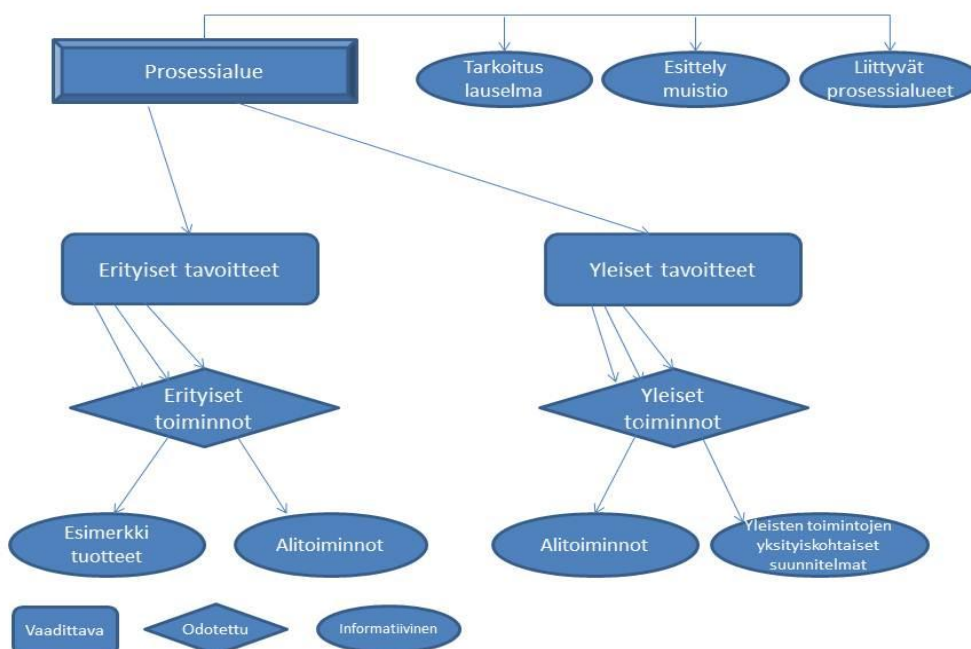 Prosessialue
Tarkoitus
lauselma
Esittely
muistio
Liittyvät
prosessialueet
Erityiset tavoitteet
Yleiset tavoitteet
Erityiset
toiminnot
Yleiset
toiminnot
Esimerkki
tuotteet
Alitoiminnot
Alitoiminnot
Yleisten toimintojen
yksityiskohtaiset
suunnitelmat
Vaadittava
Odotettu
Informatiivinen